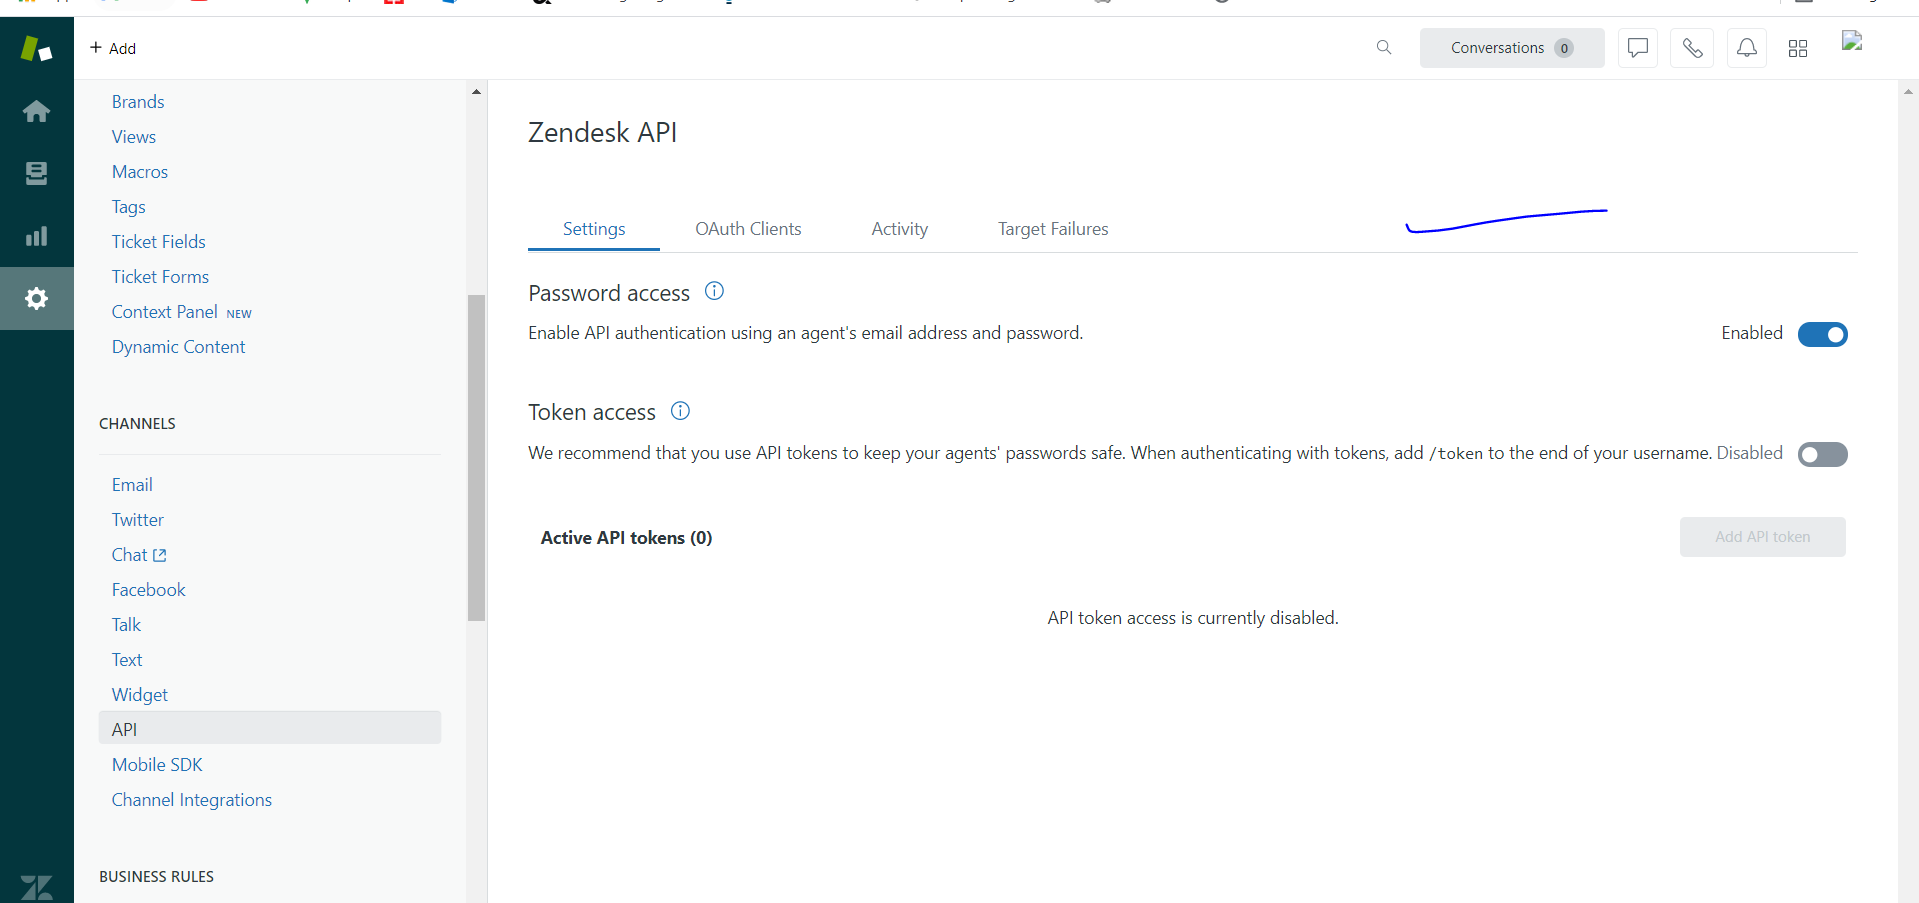 + Add
Conversations 0
Brands
Views
Macros
Tags
Ticket Fields
Ticket Forms
Context Panel NEW
Dynamic Content
CHANNELS
Email
Twitter
Chat
Facebook
Talk
Text
Widget
API
Mobile SDK
Channel Integrations
BUSINESS RULES
Zendesk API
Settings OAuth Clients Activity Target Failures
Password access
Enable API authentication using an agent's email address and password. Enabled
Token access
We recommend that you use API tokens to keep your agents' passwords safe. When authenticating with tokens, add /token to the end of your username. Disabled
Active API tokens (0) Add API token
API token access is currently disabled.